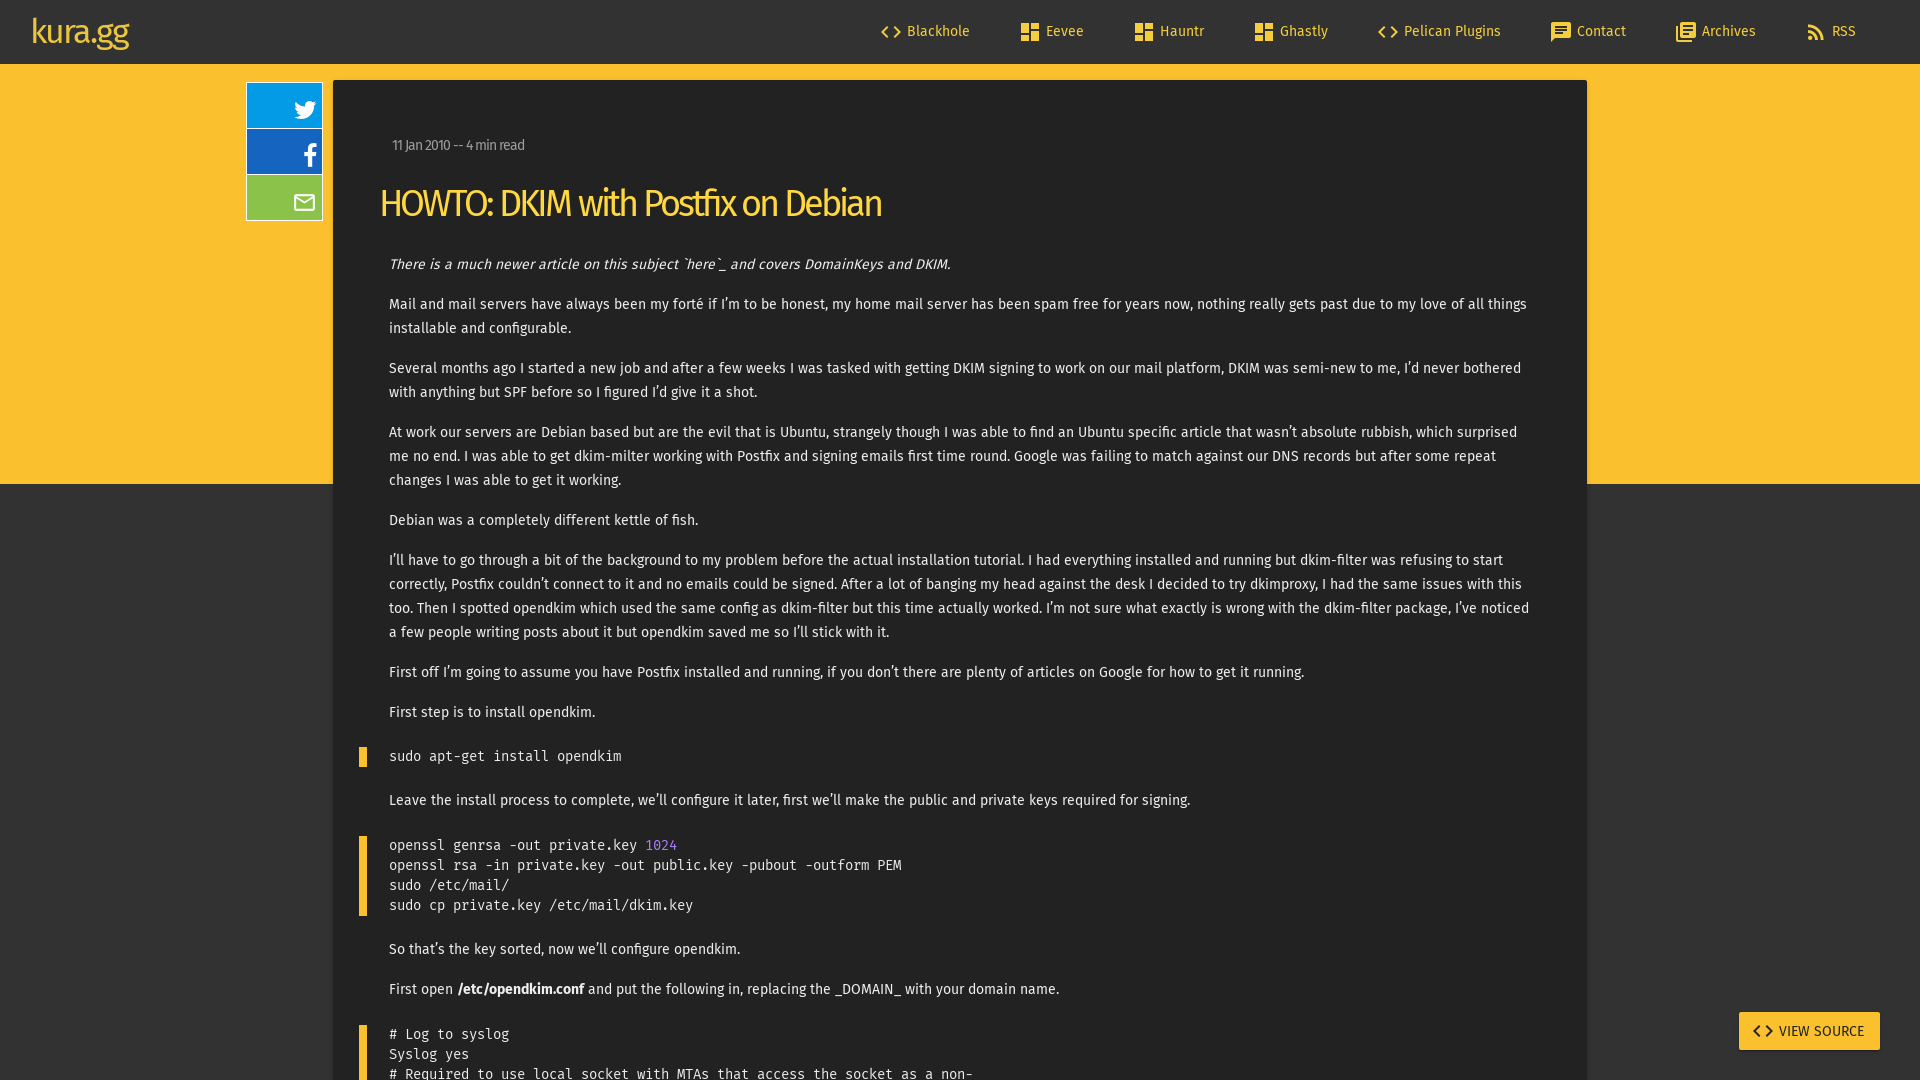 kura.gg
Blackhole
Eevee
Hauntr
Ghastly
Pelican Plugins
Contact
Archives
RSS
11 Jan 2010 -- 4 min read
HOWTO: DKIM with Postfix on Debian
There is a much newer article on this subject `here`_ and covers DomainKeys and DKIM.
Mail and mail servers have always been my forté if I’m to be honest, my home mail server has been spam free for years now, nothing really gets past due to my love of all things
installable and configurable.
Several months ago I started a new job and after a few weeks I was tasked with getting DKIM signing to work on our mail platform, DKIM was semi-new to me, I’d never bothered
with anything but SPF before so I figured I’d give it a shot.
At work our servers are Debian based but are the evil that is Ubuntu, strangely though I was able to find an Ubuntu specific article that wasn’t absolute rubbish, which surprised
me no end. I was able to get dkim-milter working with Postfix and signing emails first time round. Google was failing to match against our DNS records but after some repeat
changes I was able to get it working.
Debian was a completely different kettle of fish.
I’ll have to go through a bit of the background to my problem before the actual installation tutorial. I had everything installed and running but dkim-filter was refusing to start
correctly, Postfix couldn’t connect to it and no emails could be signed. After a lot of banging my head against the desk I decided to try dkimproxy, I had the same issues with this
too. Then I spotted opendkim which used the same config as dkim-filter but this time actually worked. I’m not sure what exactly is wrong with the dkim-filter package, I’ve noticed
a few people writing posts about it but opendkim saved me so I’ll stick with it.
First off I’m going to assume you have Postfix installed and running, if you don’t there are plenty of articles on Google for how to get it running.
First step is to install opendkim.
sudo apt-get install opendkim
Leave the install process to complete, we’ll configure it later, first we’ll make the public and private keys required for signing.
openssl genrsa -out private.key 1024
openssl rsa -in private.key -out public.key -pubout -outform PEM
sudo /etc/mail/
sudo cp private.key /etc/mail/dkim.key
So that’s the key sorted, now we’ll configure opendkim.
First open /etc/opendkim.conf and put the following in, replacing the _DOMAIN_ with your domain name.
VIEW SOURCE
# Log to syslog
Syslog yes
# Required to use local socket with MTAs that access the socket as a non-